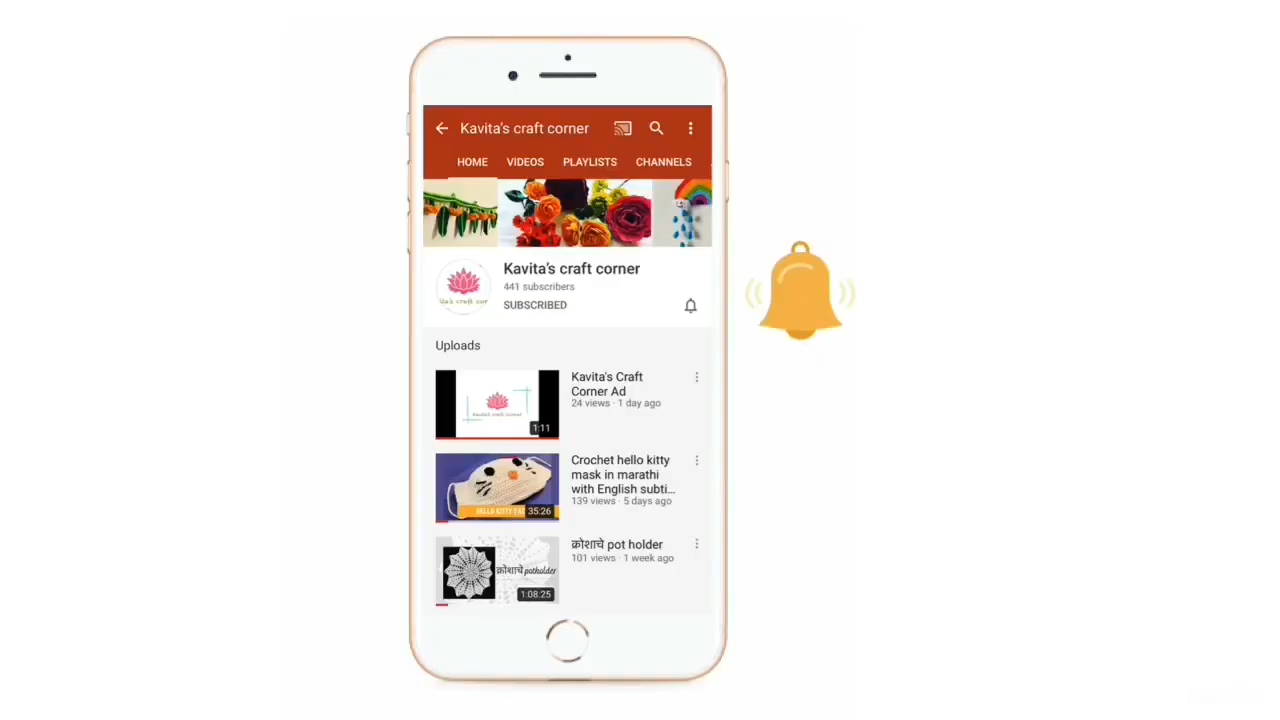 Kavita's craft corner
HOME VIDEOS PLAYLISTS CHANNELS
Kavita's craft corner
441 subscribers
SUBSCRIBED
Uploads
Kavita's Craft
Corner Ad
24 views · 1 day ago
1:11
Crochet hello kitty
mask in marathi
with English subti...
139 views · 5 days ago
HELLO KITTY
35:26
क्रोशाचे pot holder
101 views · 1 week ago
क्रोशाचे potholder
1:08:25